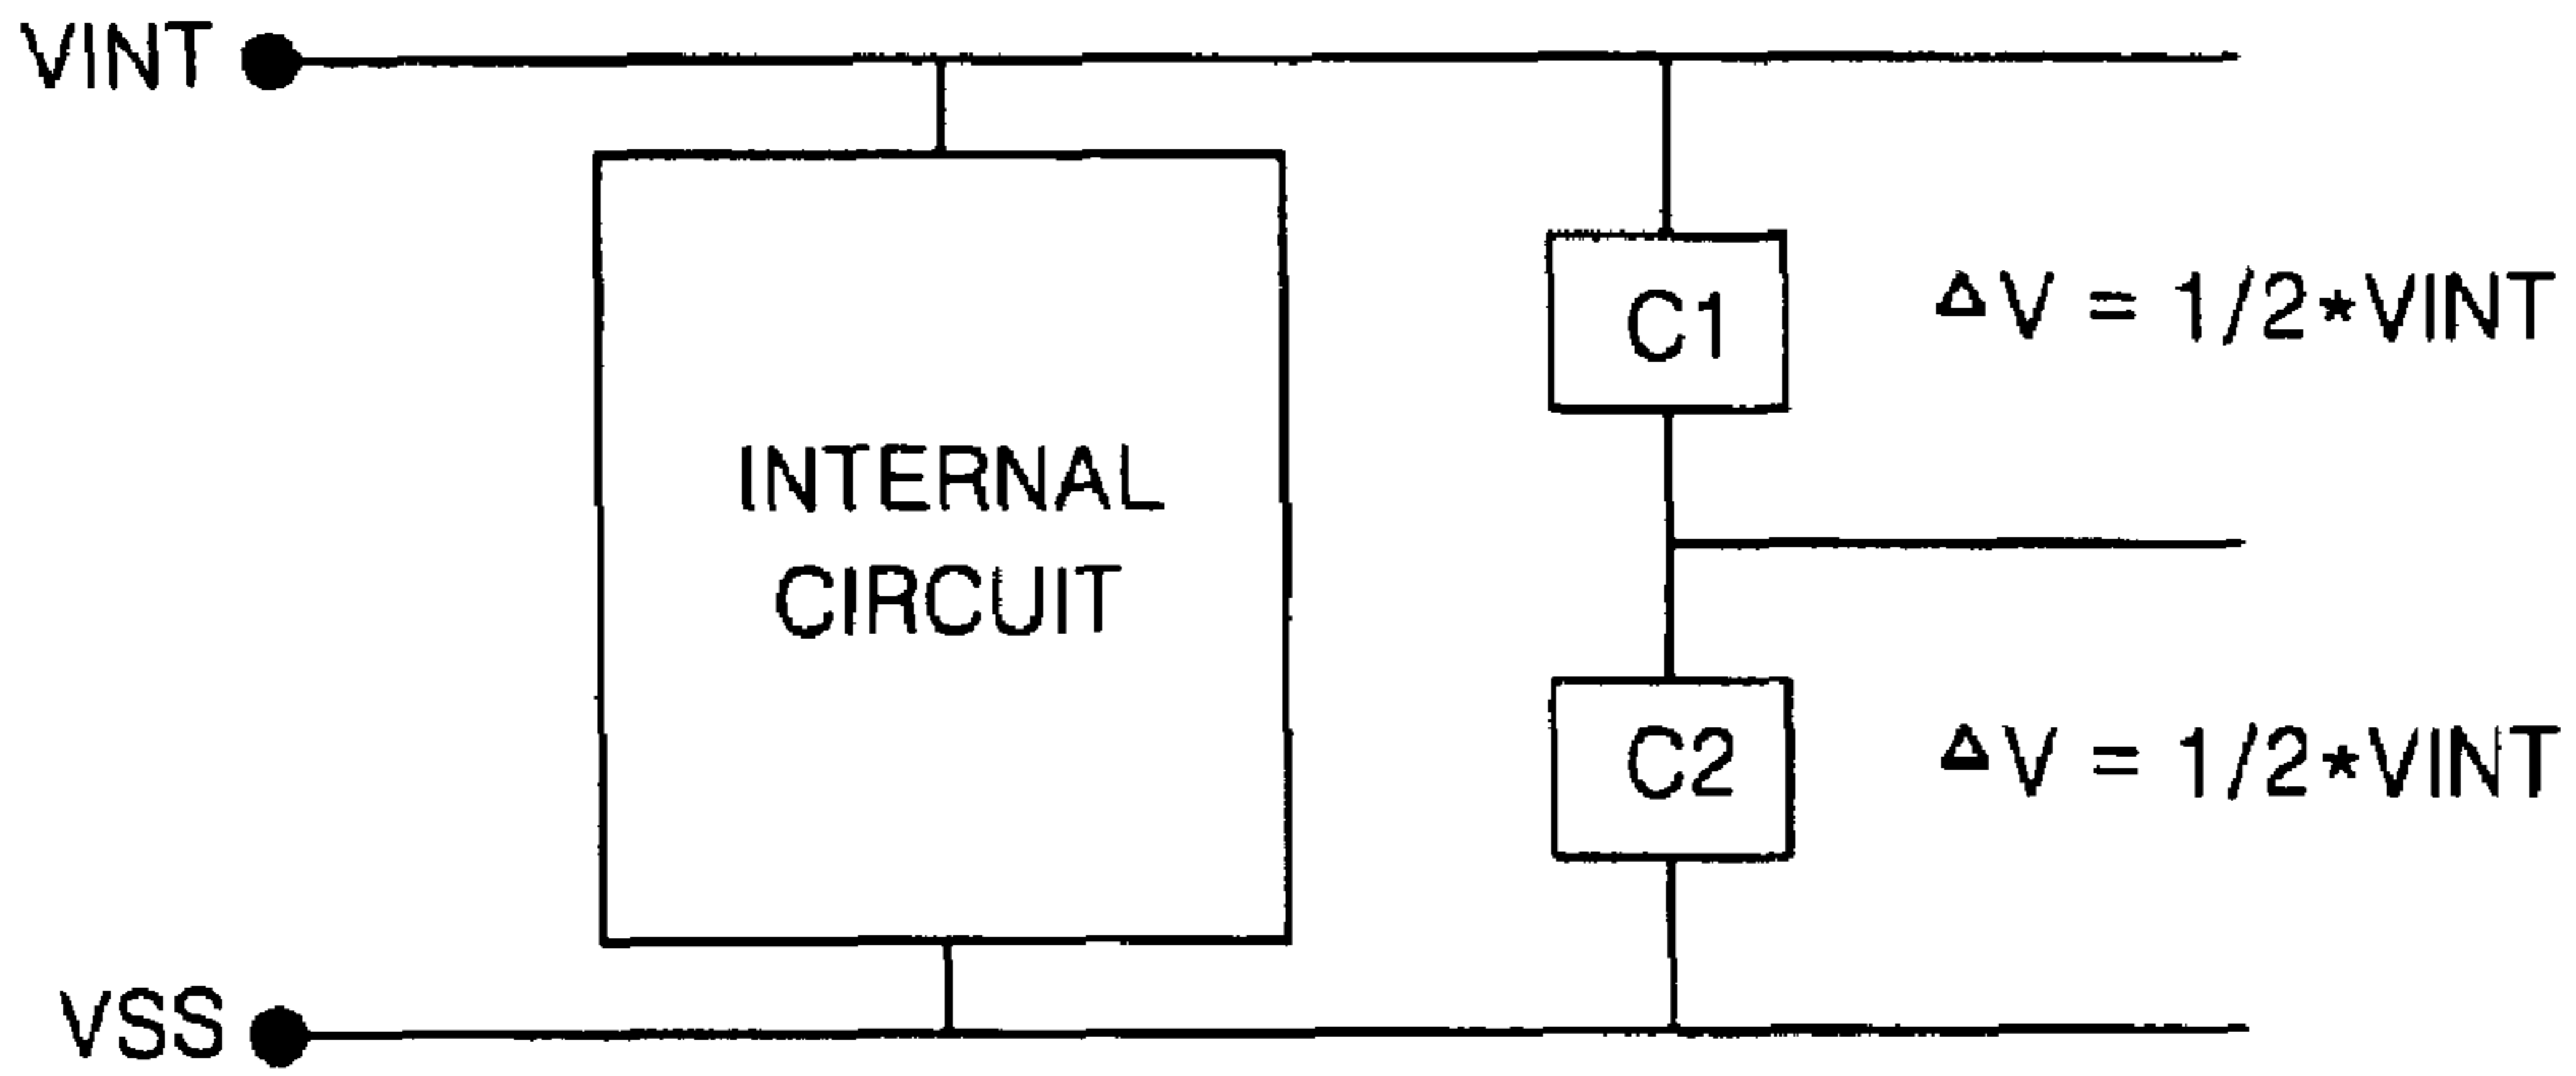 VINT
C1
ΔV = 1/2*VINT
INTERNAL
CIRCUIT
C2
ΔV = 1/2*VINT
VSS